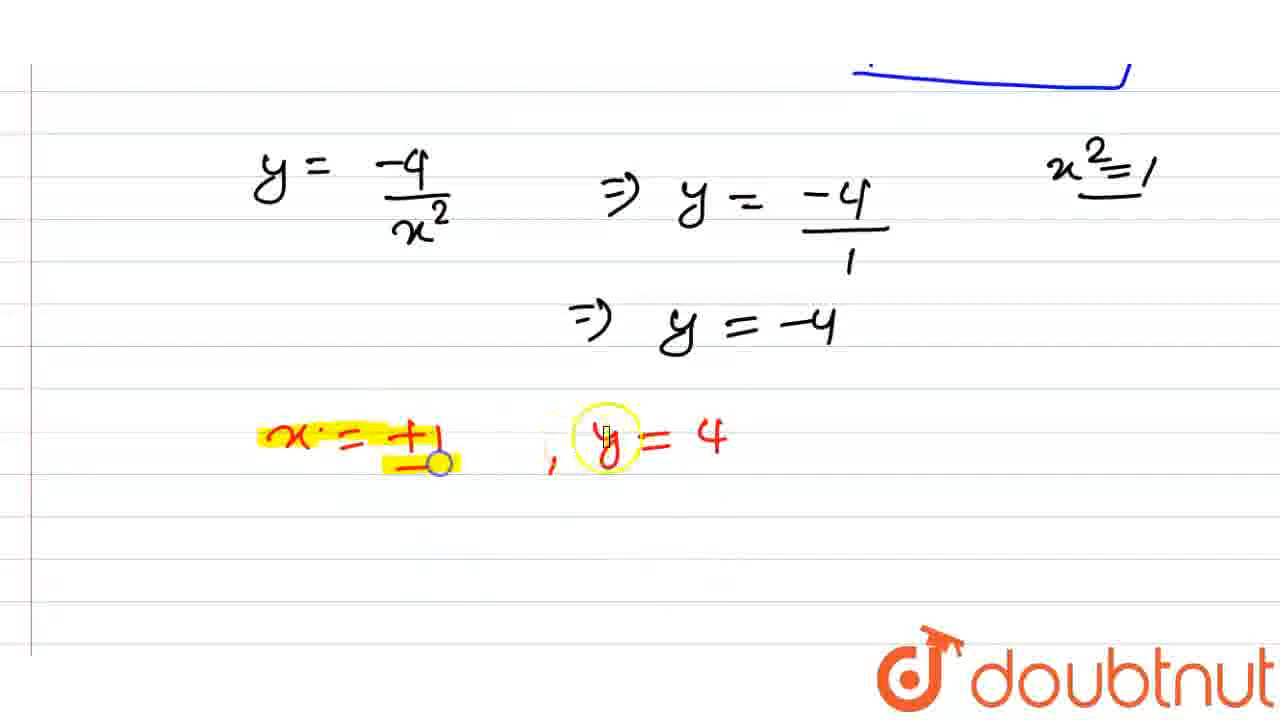 y = -4/x² ⇒ y = -4/1 x² = 1
⇒ y = -4
x = ±1 , y = 4
doubtnut